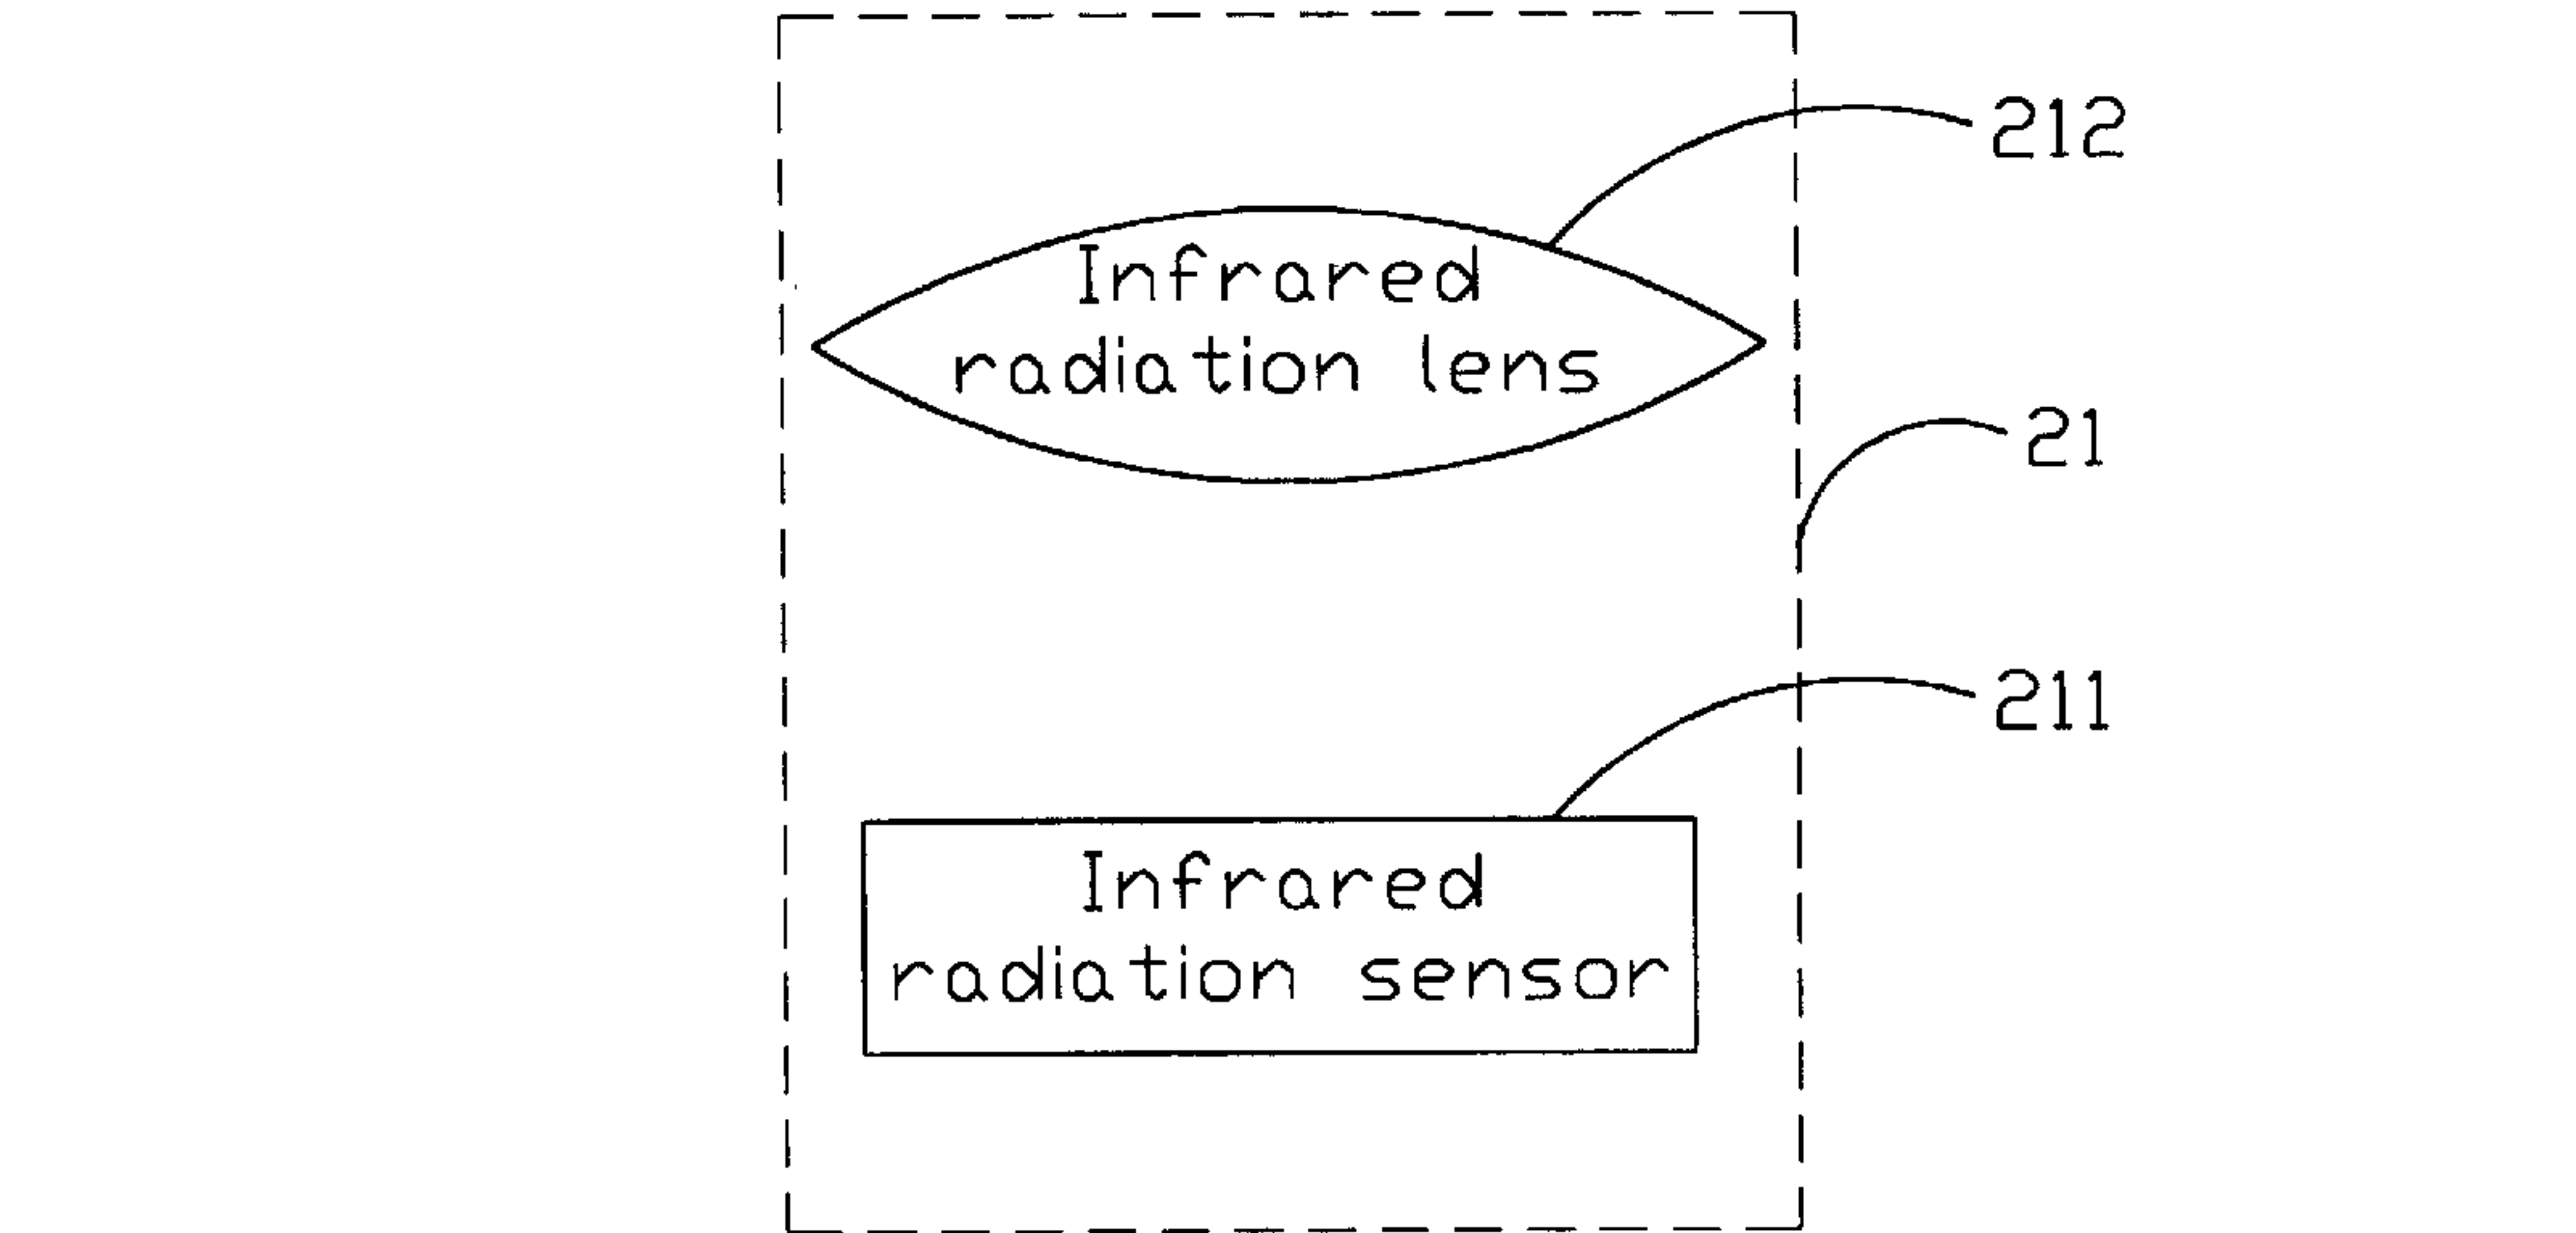 212
Infrared
radiation lens
21
211
Infrared
radiation sensor